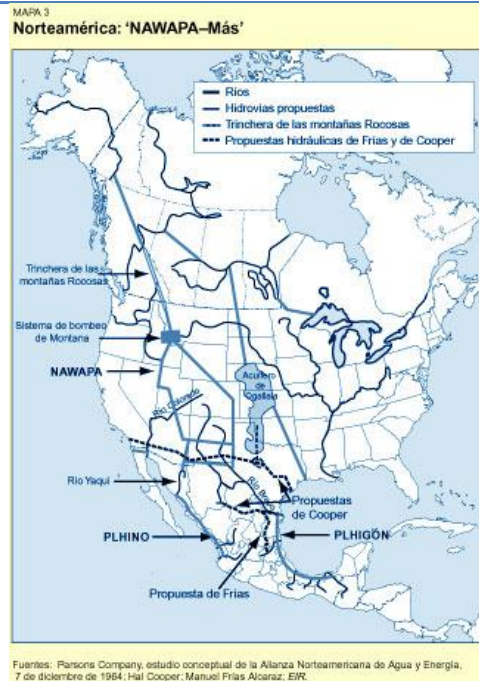 MAPA 3
Norteamérica: 'NAWAPA–Más'
Ríos
Hidrovías propuestas
Trinchera de las montañas Rocosas
Propuestas hidráulicas de Frías y de Cooper
Trinchera de las
montañas Rocosas
Sistema de bombeo
de Montana
NAWAPA
Acuífero
de
Ogallala
Río Colorado
Río Yaqui
Río Bravo
Propuestas
de Cooper
PLHINO
PLHIGÓN
Propuesta de Frías
Fuentes: Parsons Company, estudio conceptual de la Alianza Norteamericana de Agua y Energía,
7 de diciembre de 1964; Hal Cooper; Manuel Frías Alcaraz; EIR.